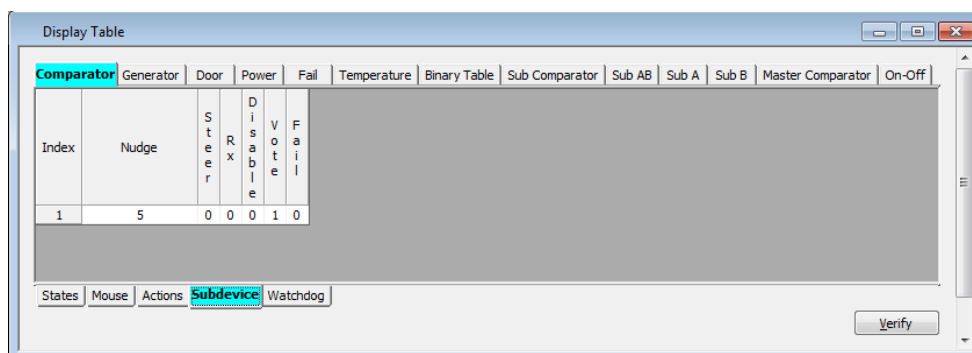 Display Table
Comparator Generator Door Power Fail Temperature Binary Table Sub Comparator Sub AB Sub A Sub B Master Comparator On-Off
Index Nudge Steer Rx Disable Vote Fail
1 5 0 0 0 1 0
States Mouse Actions Subdevice Watchdog
Verify